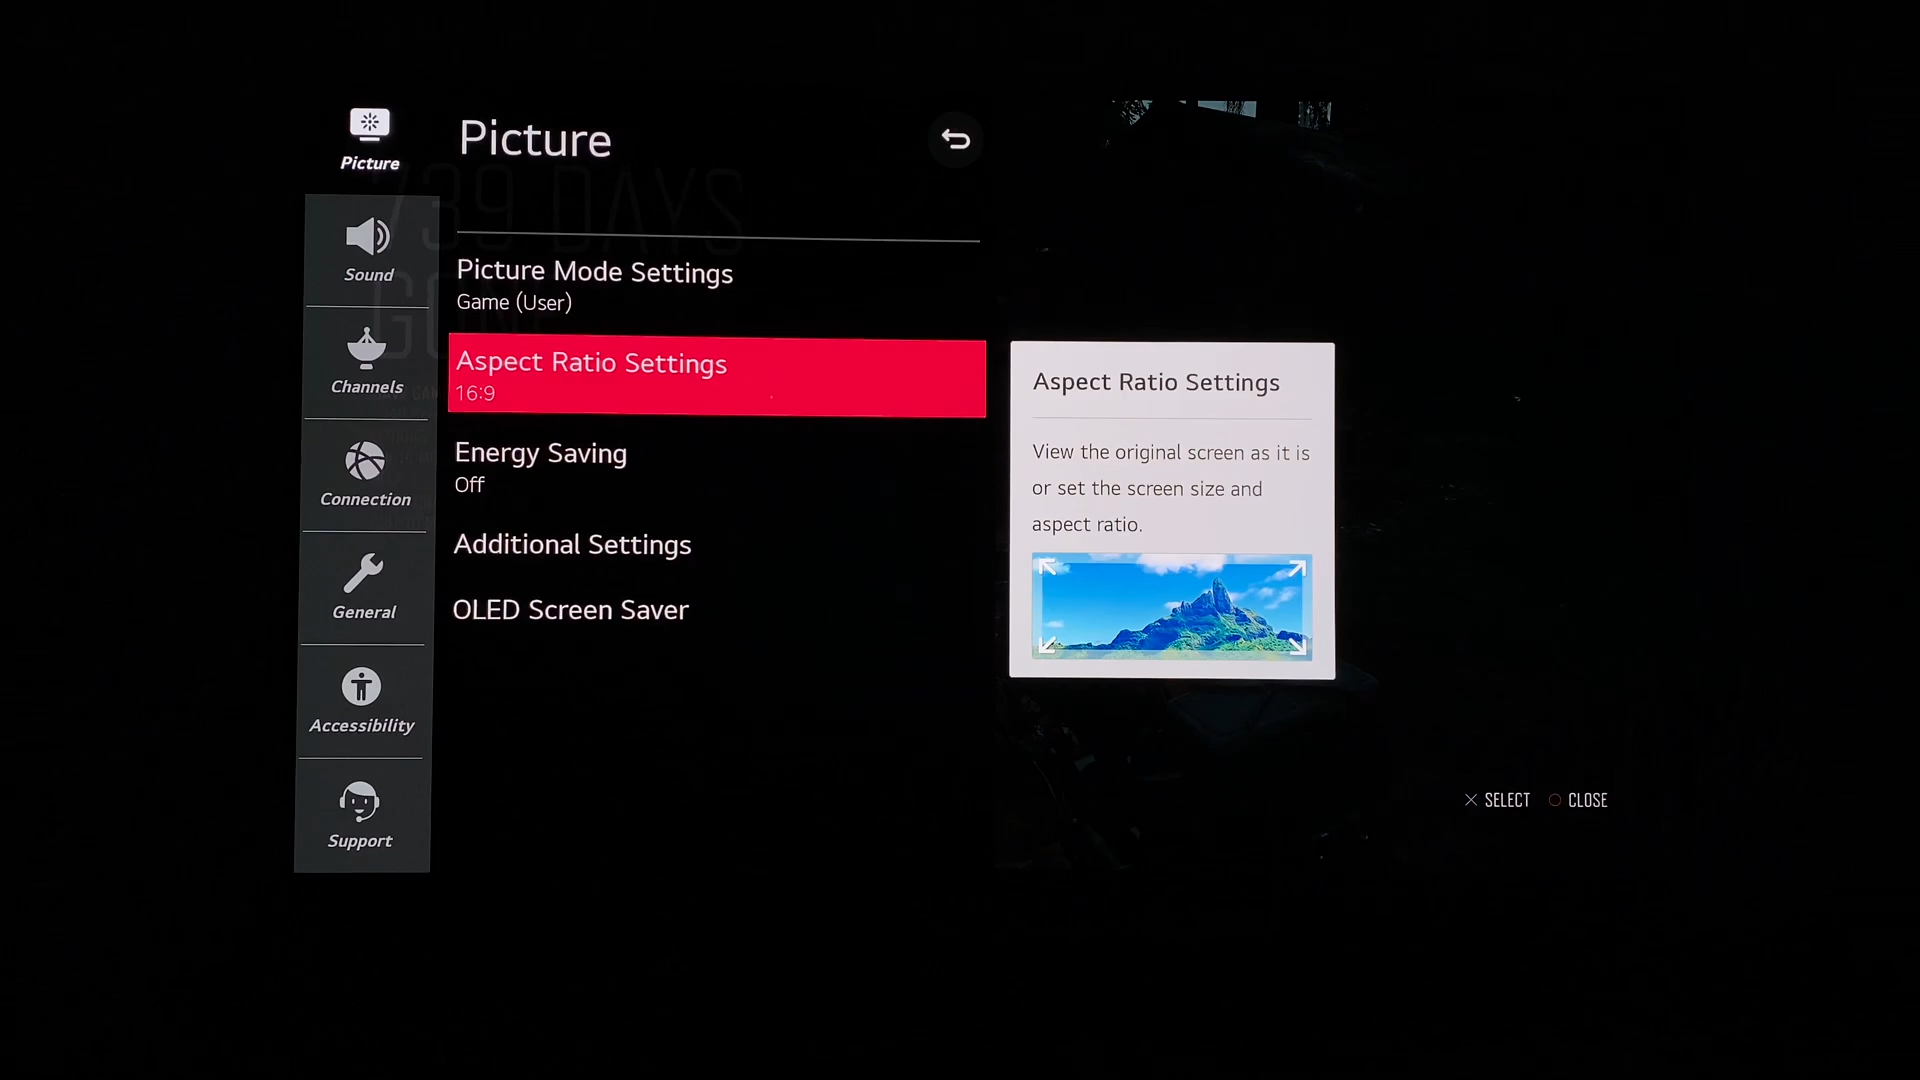 Picture
Picture
739 DAYS
Picture Mode Settings
Game (User)
Aspect Ratio Settings
16:9
Energy Saving
Off
Additional Settings
OLED Screen Saver
Sound
Channels
Connection
General
Accessibility
Support
Aspect Ratio Settings
View the original screen as it is
or set the screen size and
aspect ratio.
SELECT CLOSE